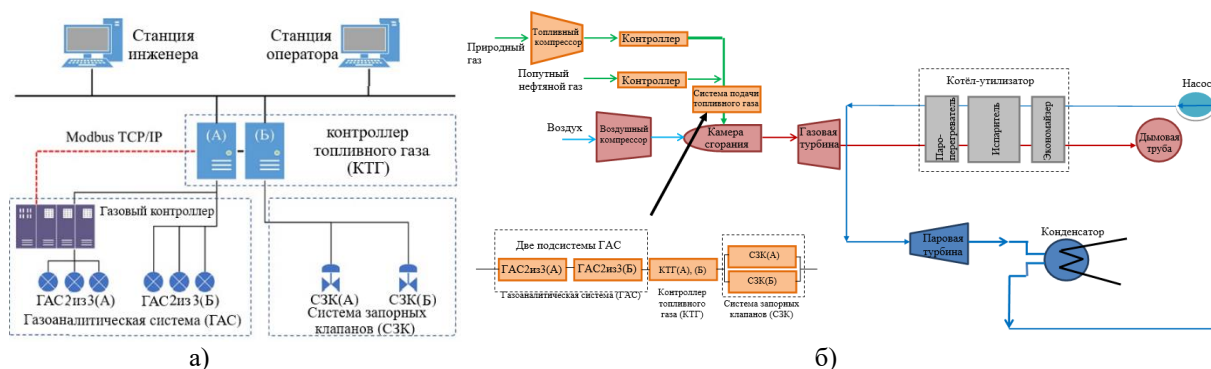 Станция
инженера
Станция
оператора
Modbus TCP/IP
(А)
(Б)
контроллер
топливного газа
(КТГ)
Газовый контроллер
ГАС2из3(А)
ГАС2из3(Б)
Газоаналитическая система (ГАС)
СЗК(А)
СЗК(Б)
Система запорных
клапанов (СЗК)
а)
Природный
газ
Топливный
компрессор
Контроллер
Попутный
нефтяной газ
Контроллер
Система подачи
топливного газа
Воздух
Воздушный
компрессор
Камера
сгорания
Газовая
турбина
Котёл-утилизатор
Паро-
перегреватель
Испаритель
Экономайзер
Насос
Дымовая
труба
Паровая
турбина
Конденсатор
Две подсистемы ГАС
ГАС2из3(А)
ГАС2из3(Б)
Газоаналитическая система (ГАС)
КТГ(А), (Б)
Контроллер
топливного
газа (КТГ)
СЗК(А)
СЗК(Б)
Система запорных
клапанов (СЗК)
б)